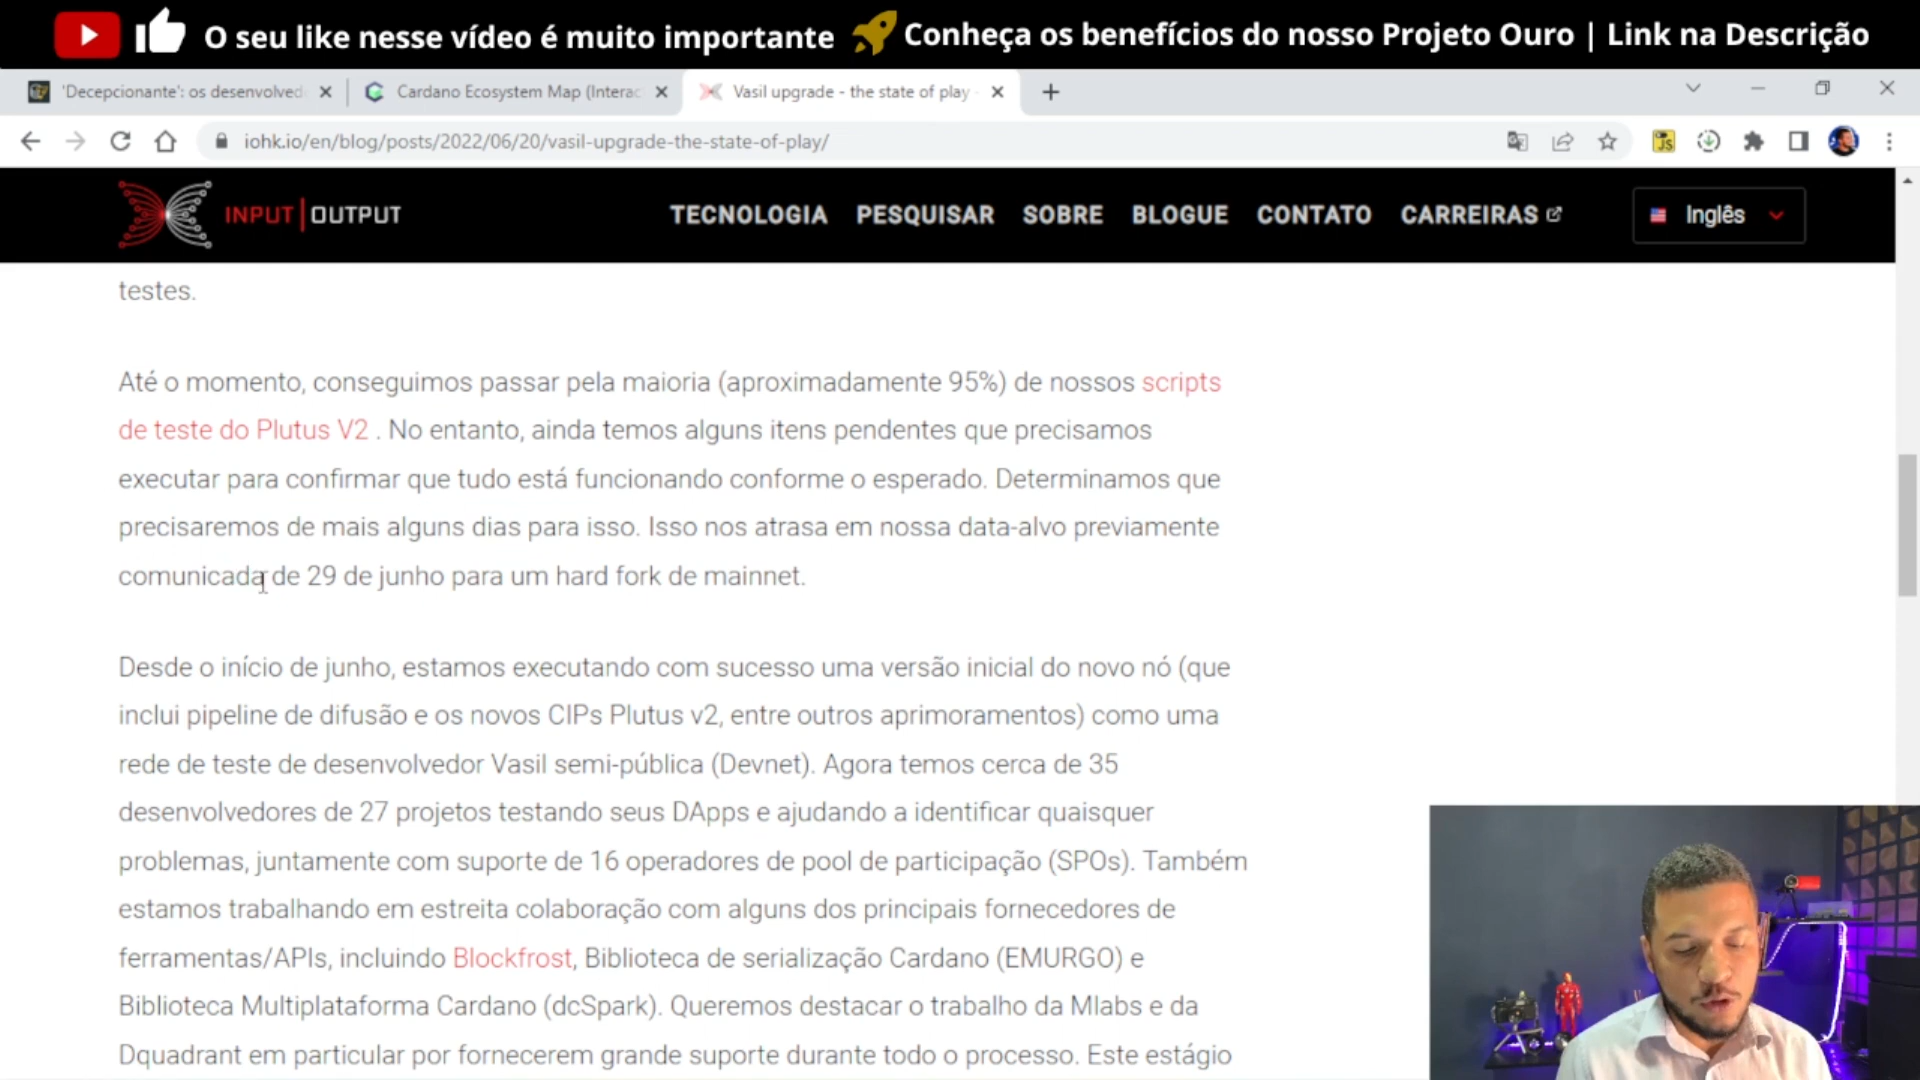 O seu like nesse vídeo é muito importante
Conheça os benefícios do nosso Projeto Ouro | Link na Descrição
'Decepcionante': os desenvolved
Cardano Ecosystem Map (Interac
Vasil upgrade - the state of play
iohk.io/en/blog/posts/2022/06/20/vasil-upgrade-the-state-of-play/
JS
INPUT | OUTPUT
TECNOLOGIA PESQUISAR SOBRE BLOGUE CONTATO CARREIRAS
Inglês
testes.
Até o momento, conseguimos passar pela maioria (aproximadamente 95%) de nossos scripts
de teste do Plutus V2 . No entanto, ainda temos alguns itens pendentes que precisamos
executar para confirmar que tudo está funcionando conforme o esperado. Determinamos que
precisaremos de mais alguns dias para isso. Isso nos atrasa em nossa data-alvo previamente
comunicada de 29 de junho para um hard fork de mainnet.
Desde o início de junho, estamos executando com sucesso uma versão inicial do novo nó (que
inclui pipeline de difusão e os novos CIPs Plutus v2, entre outros aprimoramentos) como uma
rede de teste de desenvolvedor Vasil semi-pública (Devnet). Agora temos cerca de 35
desenvolvedores de 27 projetos testando seus DApps e ajudando a identificar quaisquer
problemas, juntamente com suporte de 16 operadores de pool de participação (SPOs). Também
estamos trabalhando em estreita colaboração com alguns dos principais fornecedores de
ferramentas/APIs, incluindo Blockfrost, Biblioteca de serialização Cardano (EMURGO) e
Biblioteca Multiplataforma Cardano (dcSpark). Queremos destacar o trabalho da Mlabs e da
Dquadrant em particular por fornecerem grande suporte durante todo o processo. Este estágio